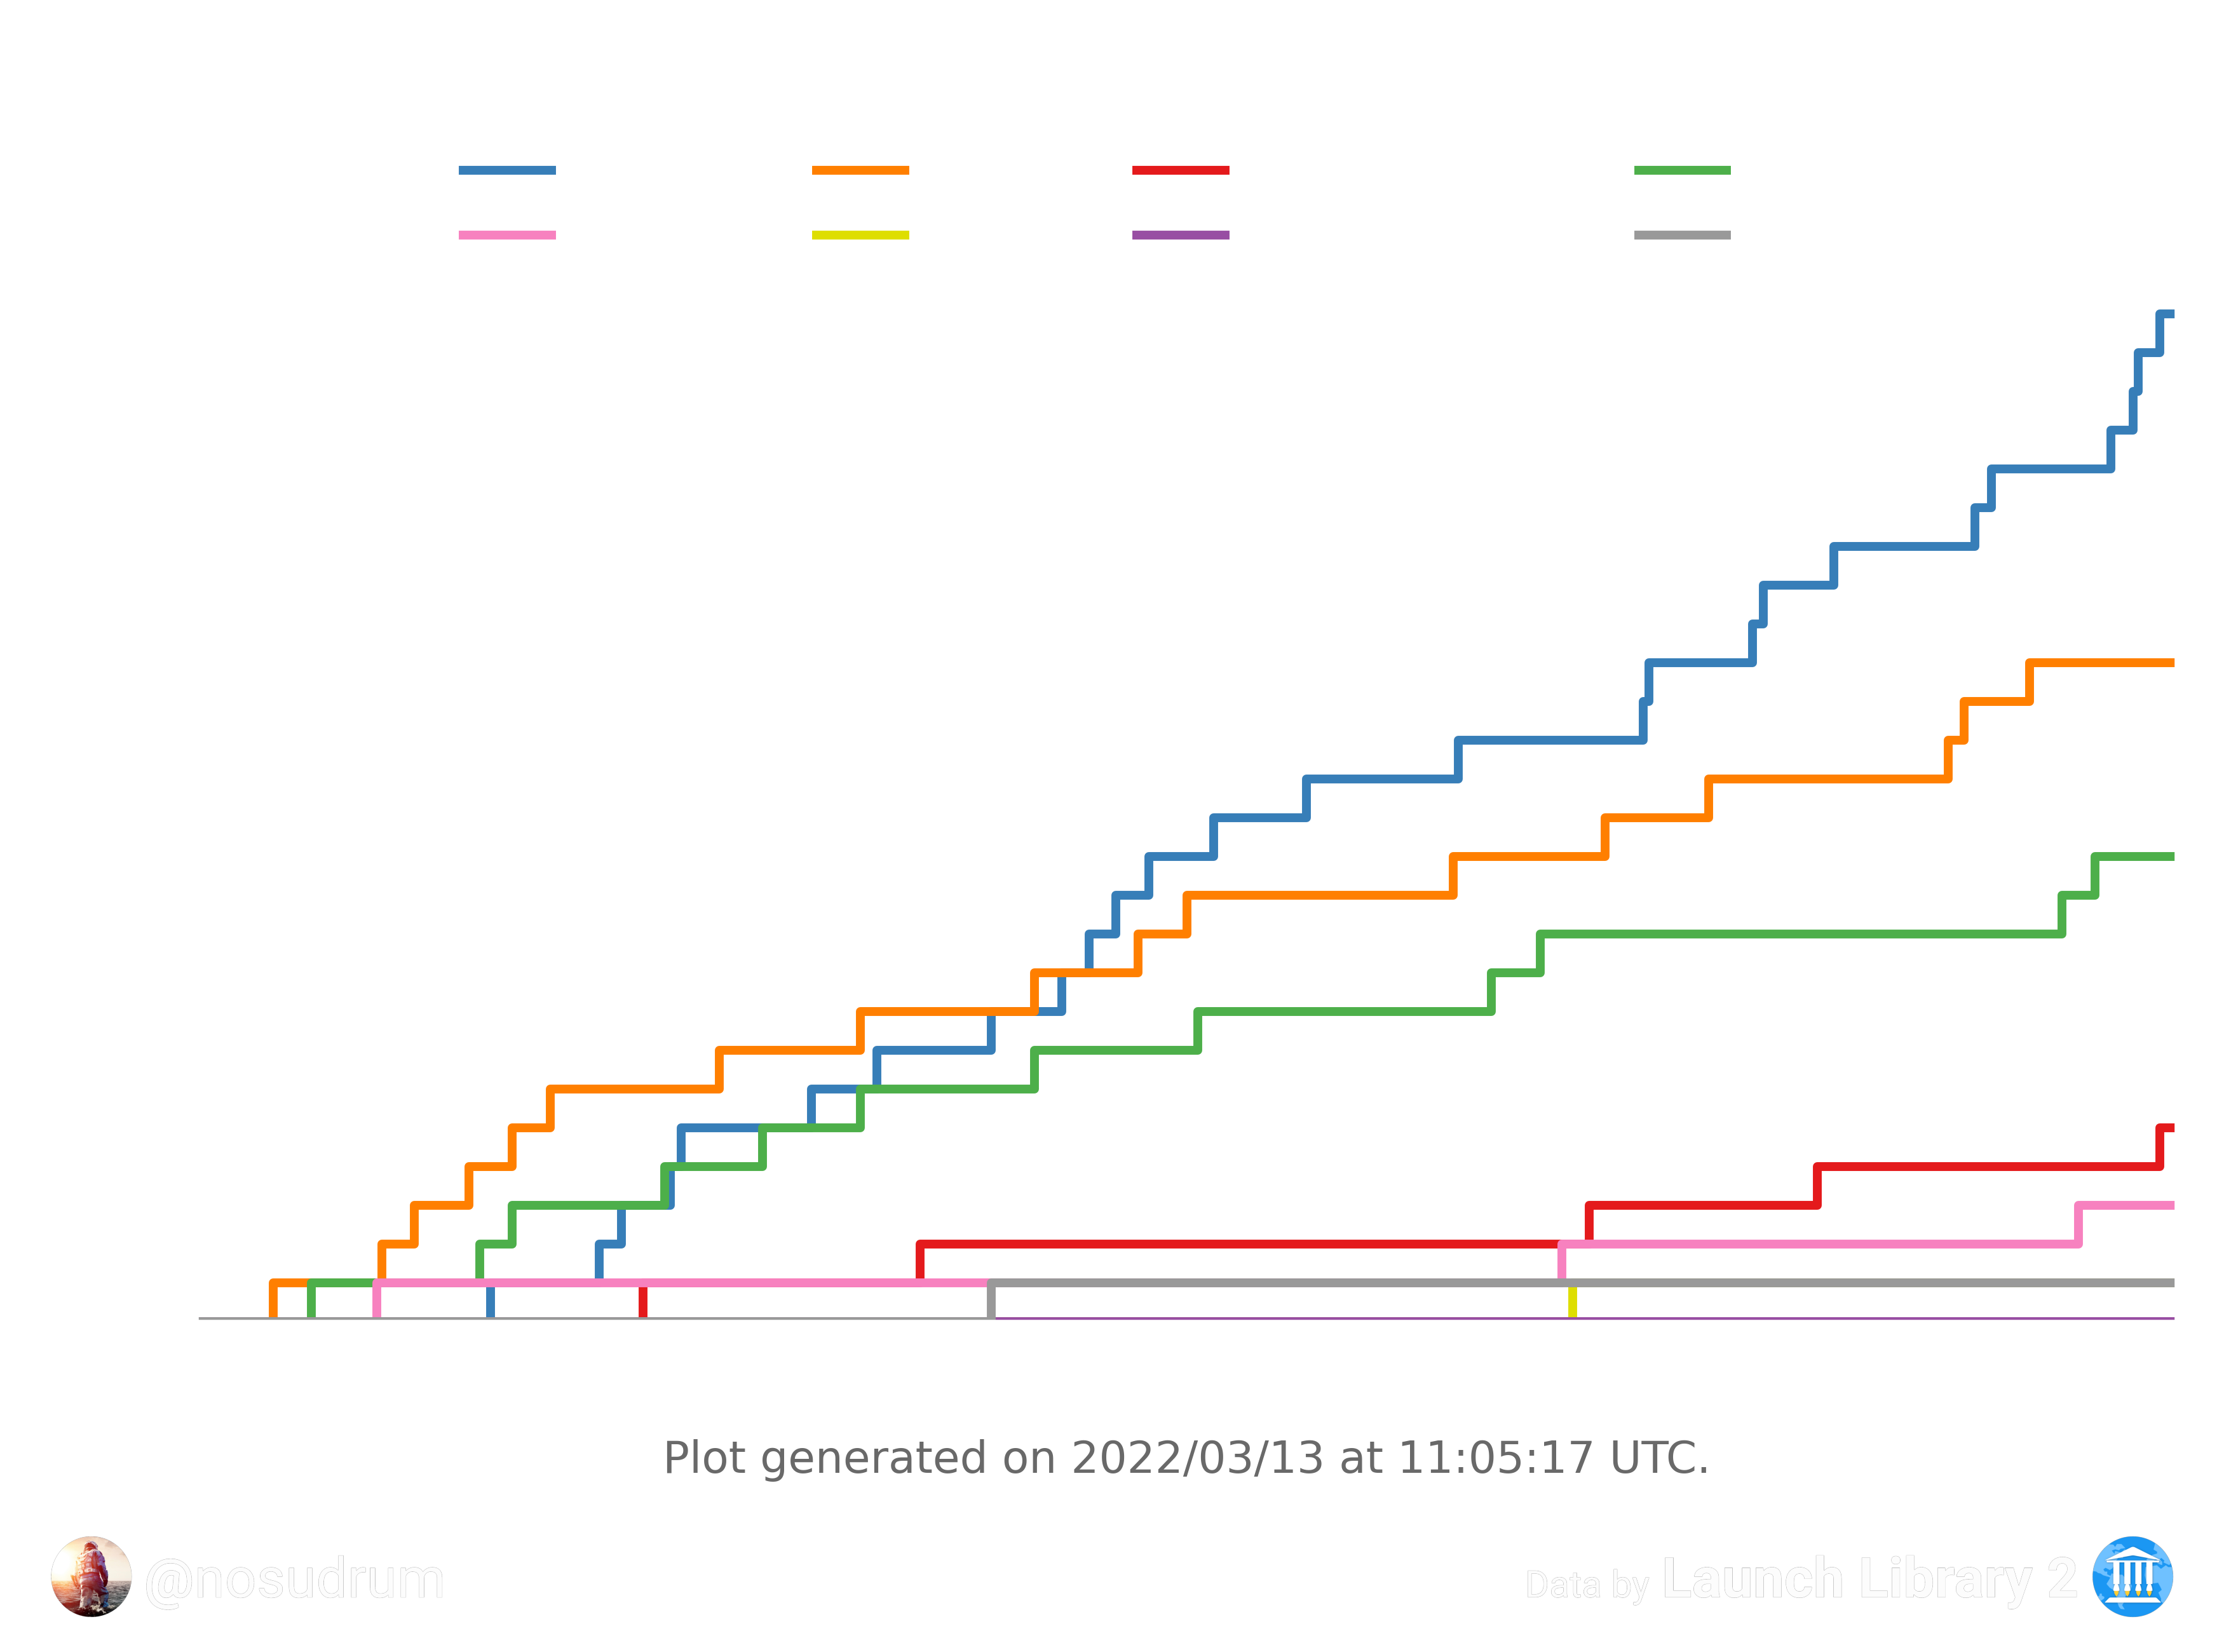 Plot generated on 2022/03/13 at 11:05:17 UTC.
@nosudrum
Data by Launch Library 2